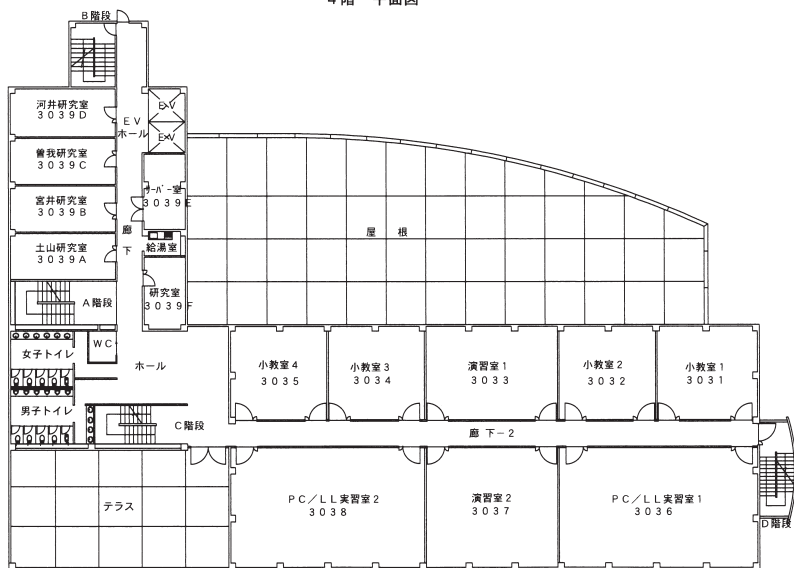 4階 平面図
B階段
河井研究室
3039D
EV
ホール
EV
EV
曽我研究室
3039C
宮井研究室
3039B
サーバー室
3039E
廊
下
屋 根
土山研究室
3039A
給湯室
A階段
研究室
3039F
女子トイレ
WC
ホール
男子トイレ
C階段
小教室4
3035
小教室3
3034
演習室1
3033
小教室2
3032
小教室1
3031
廊 下-2
テラス
PC/LL実習室2
3038
演習室2
3037
PC/LL実習室1
3036
D階段